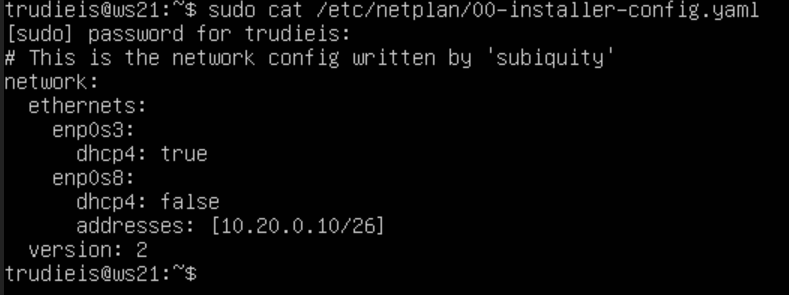 trudieis@ws21:~$ sudo cat /etc/netplan/00-installer-config.yaml
[sudo] password for trudieis:
# This is the network config written by 'subiquity'
network:
  ethernets:
    enp0s3:
      dhcp4: true
    enp0s8:
      dhcp4: false
      addresses: [10.20.0.10/26]
  version: 2
trudieis@ws21:~$